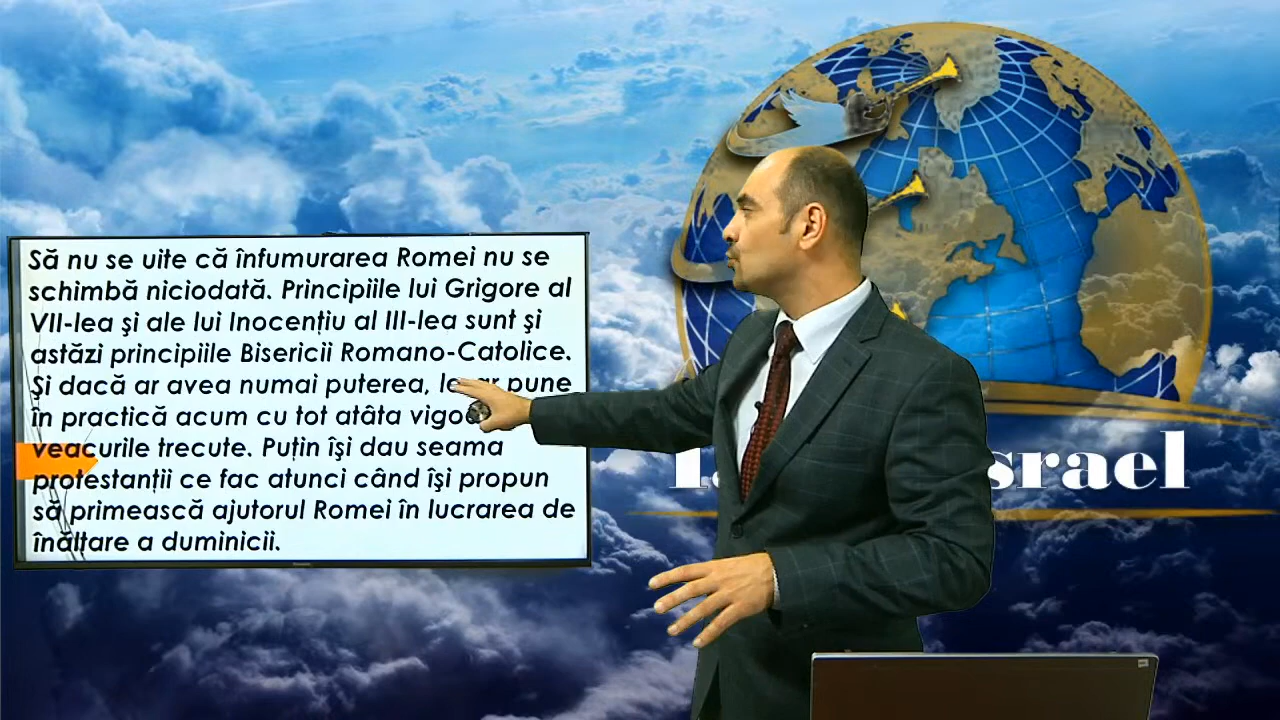 Să nu se uite că înfumurarea Romei nu se
schimbă niciodată. Principiile lui Grigore al
VII-lea şi ale lui Inocenţiu al III-lea sunt şi
astăzi principiile Bisericii Romano-Catolice.
Şi dacă ar avea numai puterea, pune
în practică acum cu tot atâta
veacurile trecute. Puţin îşi dau seama
protestanţii ce fac atunci când îşi propun
să primească ajutorul Romei în lucrarea de
înălţare a duminicii.